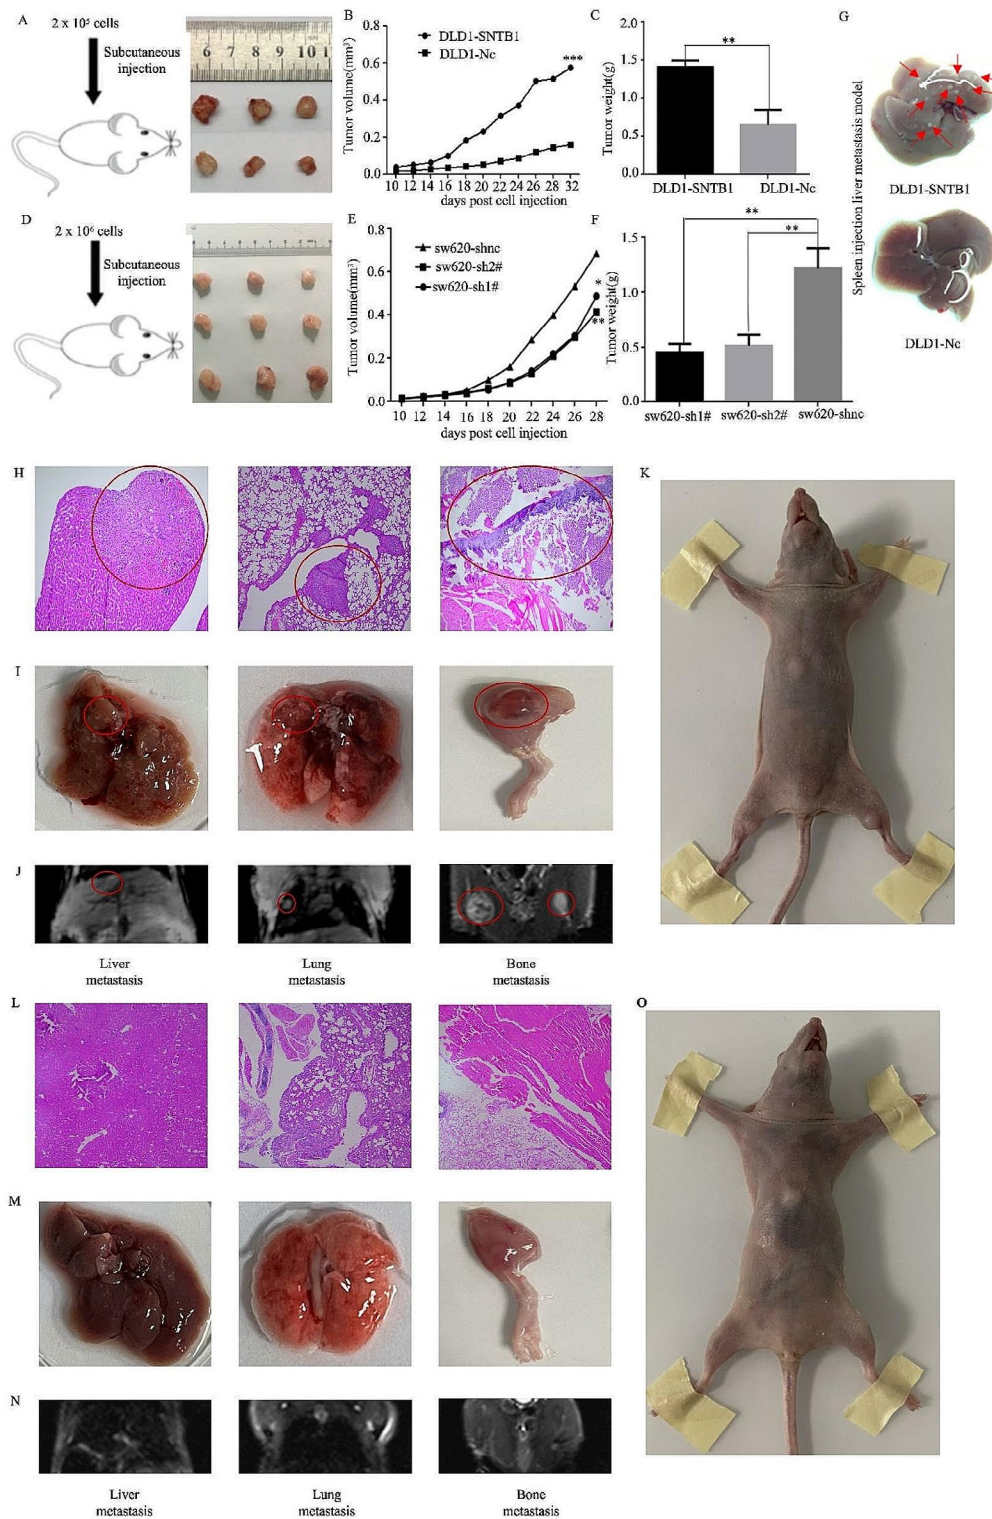 A
2 x 10⁵ cells
Subcutaneous
injection
6 7 8 9 10 1
B
Tumor volume(mm³)
0.8
0.6
0.4
0.2
0.0
DLD1-SNTB1
DLD1-Nc
***
10 12 14 16 18 20 22 24 26 28 32
days post cell injection
C
Tumor weight(g)
2.0
1.5
1.0
0.5
0.0
**
DLD1-SNTB1
DLD1-Nc
G
Spleen injection liver metastasis model
DLD1-SNTB1
DLD1-Nc
D
2 x 10⁶ cells
Subcutaneous
injection
E
Tumor volume(mm³)
0.8
0.6
0.4
0.2
0.0
sw620-shnc
sw620-sh2#
sw620-sh1#
*
**
10 12 14 16 18 20 22 24 26 28
days post cell injection
F
Tumor weight(g)
1.5
1.0
0.5
0.0
**
**
sw620-sh1#
sw620-sh2#
sw620-shnc
H
K
I
J
Liver
metastasis
Lung
metastasis
Bone
metastasis
L
O
M
N
Liver
metastasis
Lung
metastasis
Bone
metastasis